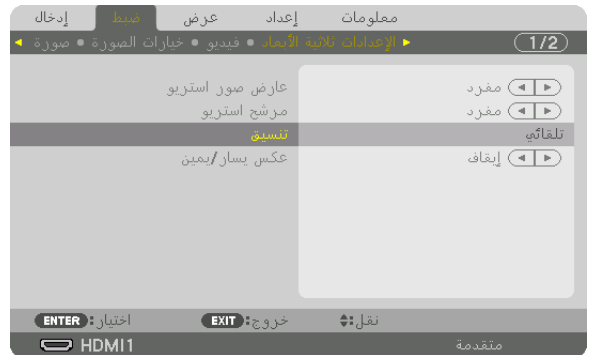 إدخال ضبط عرض إعداد معلومات
صورة • خيارات الصورة • فيديو • الإعدادات ثلاثية الأبعاد 1/2
عارض صور استريو مفرد
مرشح استريو مفرد
تنسيق تلقائي
عكس يسار/يمين إيقاف
ENTER :اختيار EXIT :خروج نقل:
HDMI1 متقدمة